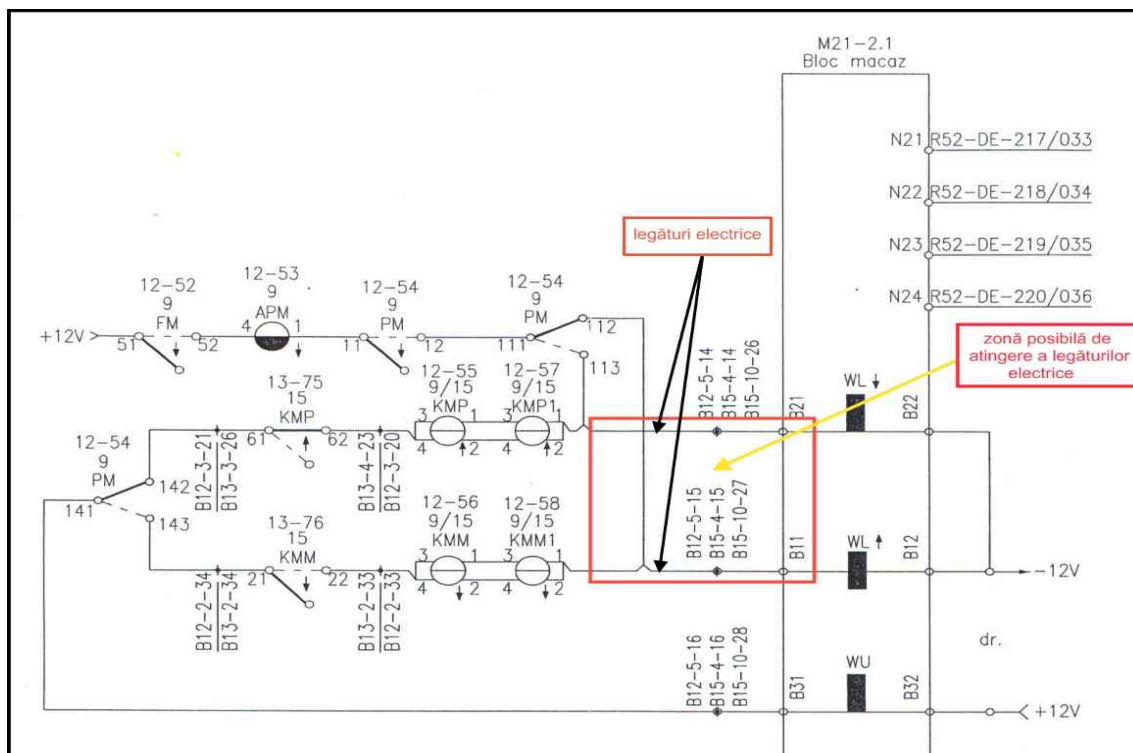 M21-2.1
Bloc macaz
N21 R52-DE-217/033
N22 R52-DE-218/034
N23 R52-DE-219/035
N24 R52-DE-220/036
legături electrice
zonă posibilă de
atingere a legăturilor
electrice
12-52
9
FM
12-53
9
APM
12-54
9
PM
12-54
9
PM
+12V
51
52
4
1
11
12
111
112
113
13-75
15
KMP
12-55
9/15
KMP
12-57
9/15
KMP1
61
62
3
1
4
2
3
1
4
2
B12-3-21
B13-3-26
B13-4-23
B12-3-20
B12-5-14
B15-4-14
B15-10-26
B21
WL
B22
12-54
9
PM
141
142
143
13-76
15
KMM
12-56
9/15
KMM
12-58
9/15
KMM1
21
22
3
1
4
2
3
1
4
2
B12-2-34
B13-2-34
B13-2-33
B12-2-33
B12-5-15
B15-4-15
B15-10-27
B11
WL
B12
-12V
dr.
B12-5-16
B15-4-16
B15-10-28
B31
WU
B32
+12V